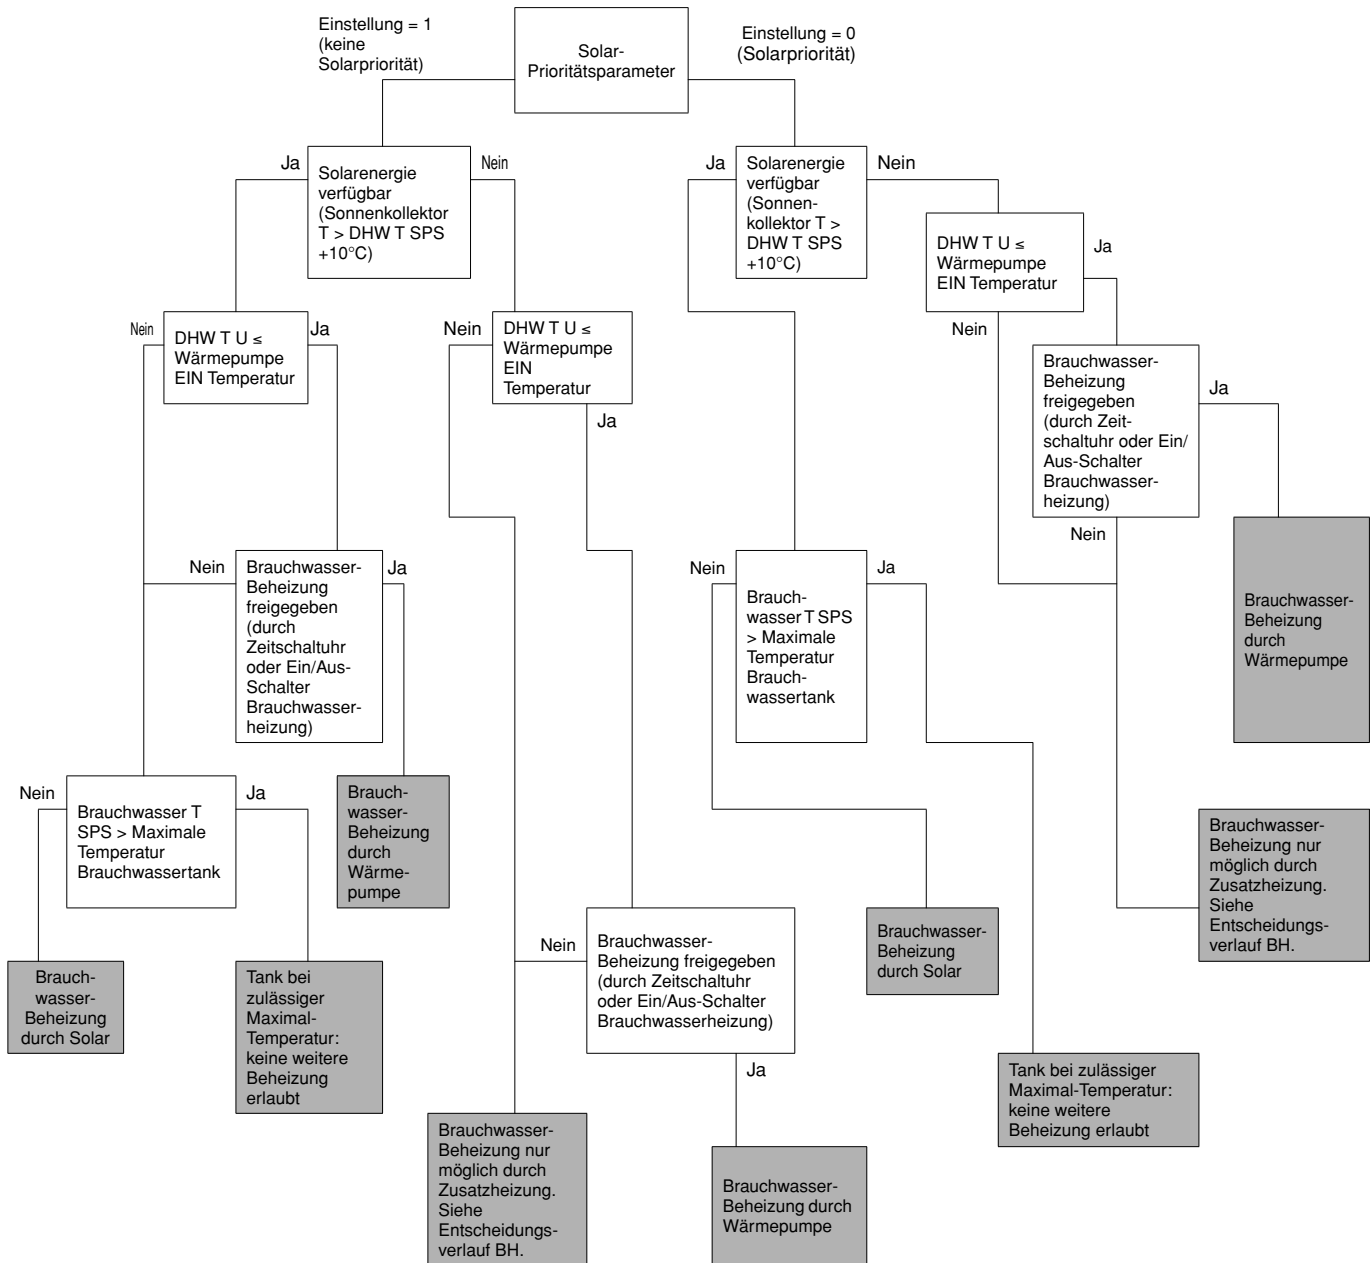 Einstellung = 1
(keine
Solarpriorität)
Solar-
Prioritätsparameter
Einstellung = 0
(Solarpriorität)
Ja
Solarenergie
verfügbar
(Sonnenkollektor
T > DHW T SPS
+10°C)
Nein
Ja
Solarenergie
verfügbar
(Sonnen-
kollektor T >
DHW T SPS
+10°C)
Nein
DHW T U ≤
Wärmepumpe
EIN Temperatur
Ja
Nein
Nein
DHW T U ≤
Wärmepumpe
EIN Temperatur
Ja
Nein
DHW T U ≤
Wärmepumpe
EIN
Temperatur
Ja
Brauchwasser-
Beheizung
freigegeben
(durch Zeit-
schaltuhr oder Ein/
Aus-Schalter
Brauchwasser-
heizung)
Ja
Nein
Nein
Brauchwasser-
Beheizung
freigegeben
(durch
Zeitschaltuhr
oder Ein/Aus-
Schalter
Brauchwasser-
heizung)
Ja
Nein
Brauch-
wasser T SPS
> Maximale
Temperatur
Brauch-
wassertank
Ja
Brauchwasser-
Beheizung
durch
Wärmepumpe
Nein
Brauchwasser T
SPS > Maximale
Temperatur
Brauchwassertank
Ja
Brauch-
wasser-
Beheizung
durch
Wärme-
pumpe
Brauchwasser-
Beheizung nur
möglich durch
Zusatzheizung.
Siehe
Entscheidungs-
verlauf BH.
Nein
Brauchwasser-
Beheizung freigegeben
(durch Zeitschaltuhr
oder Ein/Aus-Schalter
Brauchwasserheizung)
Ja
Brauchwasser-
Beheizung
durch Solar
Brauch-
wasser-
Beheizung
durch Solar
Tank bei
zulässiger
Maximal-
Temperatur:
keine weitere
Beheizung
erlaubt
Tank bei zulässiger
Maximal-Temperatur:
keine weitere
Beheizung erlaubt
Brauchwasser-
Beheizung nur
möglich durch
Zusatzheizung.
Siehe
Entscheidungs-
verlauf BH.
Brauchwasser-
Beheizung durch
Wärmepumpe